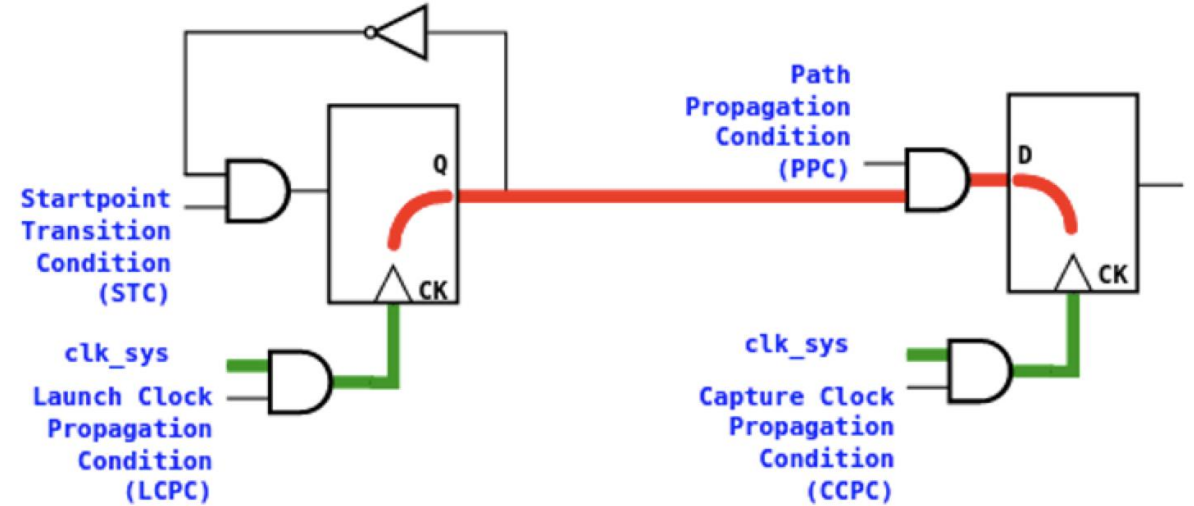 Path
Propagation
Condition
(PPC)
D
Q
Startpoint
Transition
Condition
(STC)
CK
CK
clk_sys
Launch Clock
Propagation
Condition
(LCPC)
clk_sys
Capture Clock
Propagation
Condition
(CCPC)